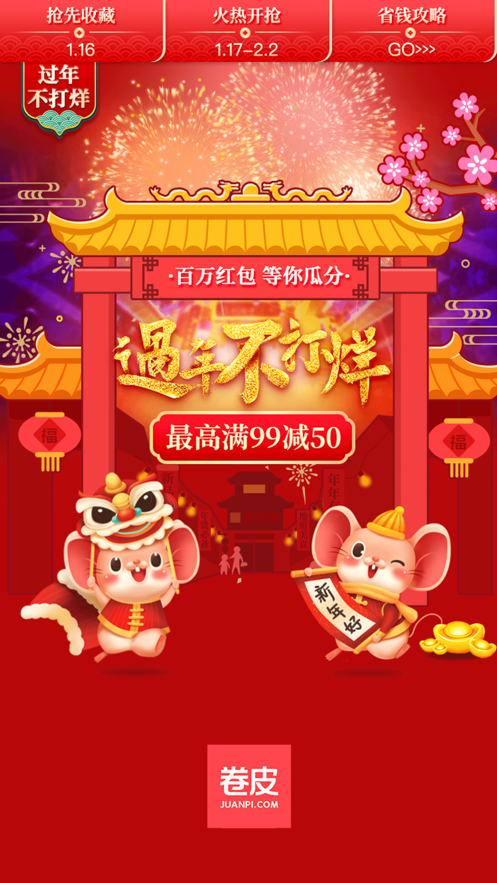 抢先收藏
1.16
火热开抢
1.17-2.2
省钱攻略
GO>>>
过年
不打烊
·百万红包 等你瓜分·
過年不打烊
最高满99减50
福
福
新年好
卷皮
JUANPI.COM